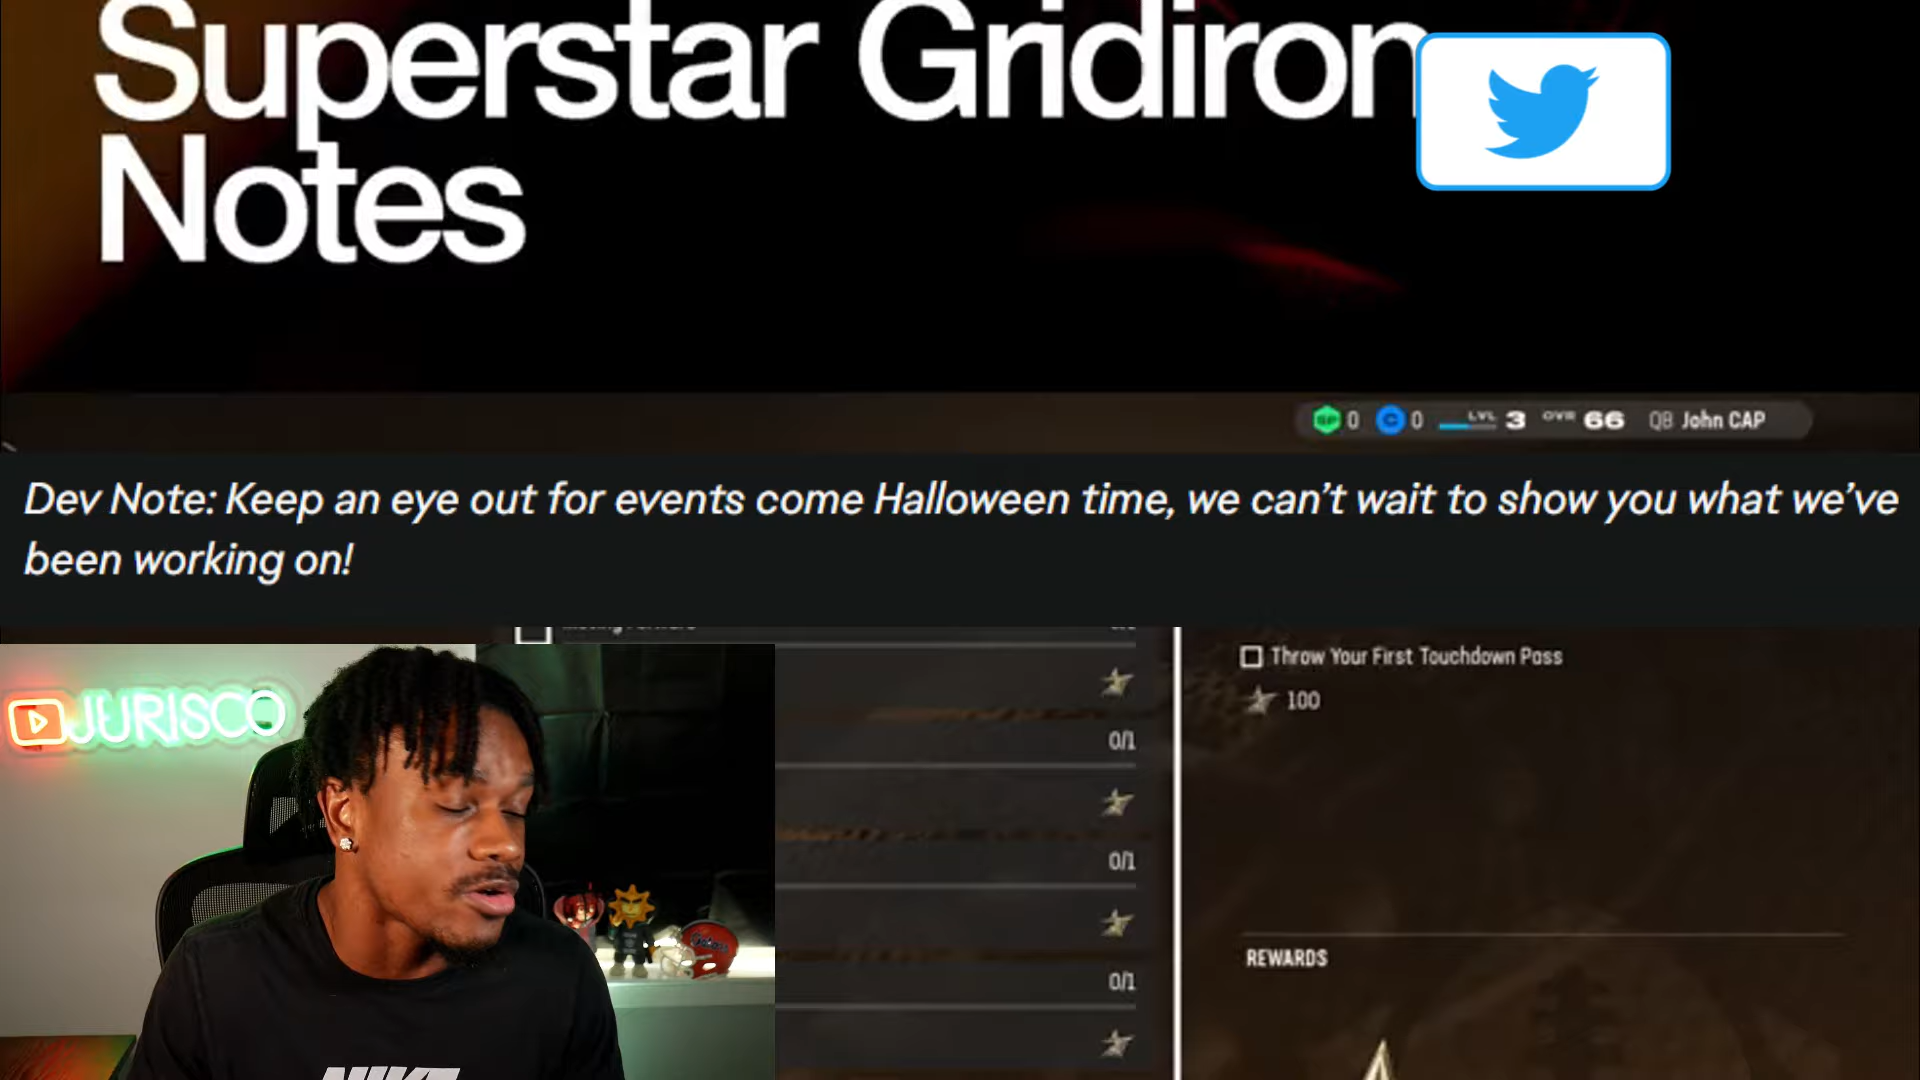 Superstar Gridiron
Notes
0 0 LVL 3 OVR 66 QB John CAP
Dev Note: Keep an eye out for events come Halloween time, we can't wait to show you what we've
been working on!
Throw Your First Touchdown Pass
100
JURISCO
0/1
0/1
Gators
REWARDS
0/1
NIKE